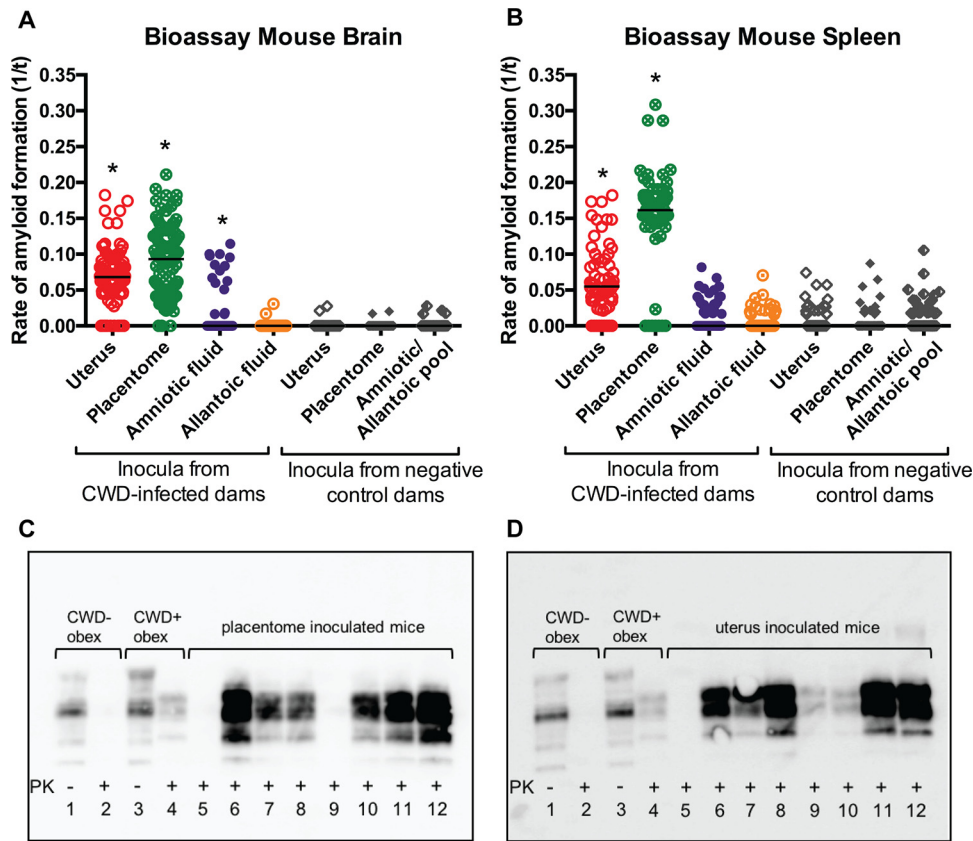 A
Bioassay Mouse Brain
Rate of amyloid formation (1/t)
0.35
0.30
0.25
0.20
0.15
0.10
0.05
0.00
*
*
*
Uterus
Placentome
Amniotic fluid
Allantoic fluid
Uterus
Placentome
Amniotic/
Allantoic pool
Inocula from
CWD-infected dams
Inocula from negative
control dams
B
Bioassay Mouse Spleen
Rate of amyloid formation (1/t)
0.35
0.30
0.25
0.20
0.15
0.10
0.05
0.00
*
*
Uterus
Placentome
Amniotic fluid
Allantoic fluid
Uterus
Placentome
Amniotic/
Allantoic pool
Inocula from
CWD-infected dams
Inocula from negative
control dams
C
CWD-
obex
CWD+
obex
placentome inoculated mice
PK - + - + + + + + + + + +
1 2 3 4 5 6 7 8 9 10 11 12
D
CWD-
obex
CWD+
obex
uterus inoculated mice
PK - + - + + + + + + + + +
1 2 3 4 5 6 7 8 9 10 11 12